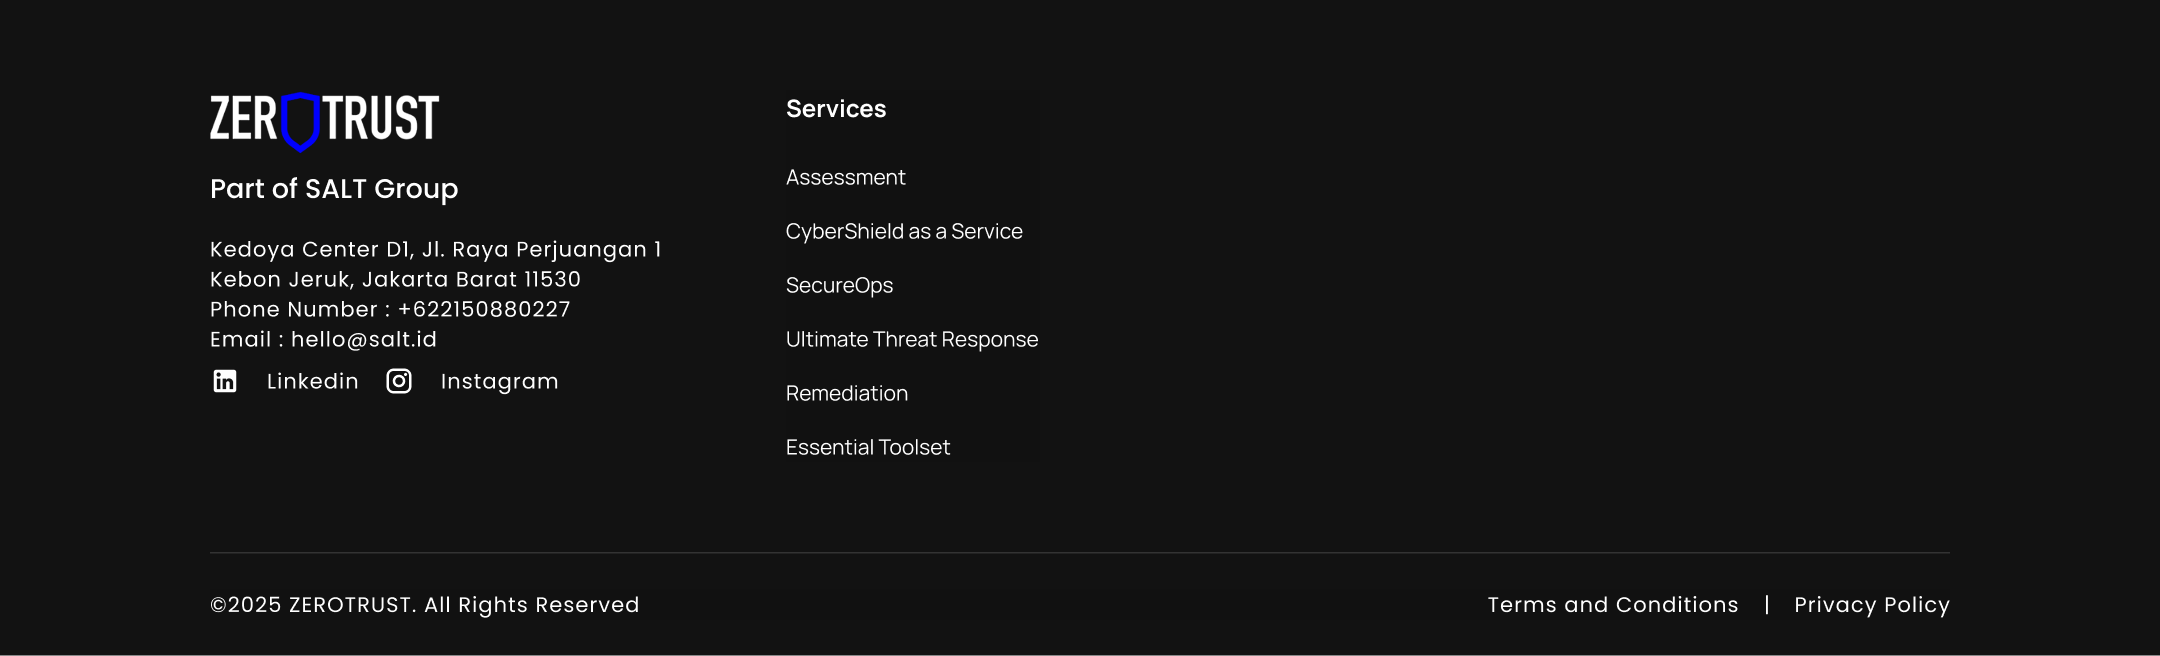 ZEROTRUST
Part of SALT Group
Kedoya Center D1, Jl. Raya Perjuangan 1
Kebon Jeruk, Jakarta Barat 11530
Phone Number : +622150880227
Email : hello@salt.id
Linkedin Instagram
Services
Assessment
CyberShield as a Service
SecureOps
Ultimate Threat Response
Remediation
Essential Toolset
©2025 ZEROTRUST. All Rights Reserved
Terms and Conditions | Privacy Policy